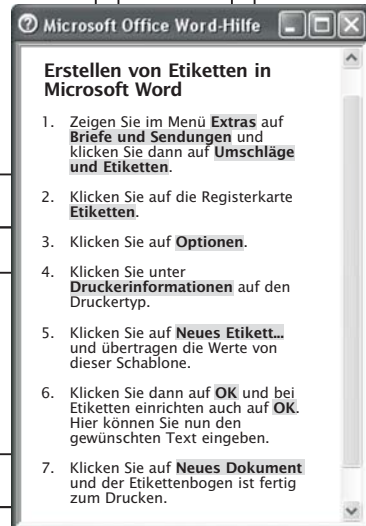 Microsoft Office Word-Hilfe
Erstellen von Etiketten in
Microsoft Word
1. Zeigen Sie im Menü Extras auf
Briefe und Sendungen und
klicken Sie dann auf Umschläge
und Etiketten.
2. Klicken Sie auf die Registerkarte
Etiketten.
3. Klicken Sie auf Optionen.
4. Klicken Sie unter
Druckerinformationen auf den
Druckertyp.
5. Klicken Sie auf Neues Etikett...
und übertragen die Werte von
dieser Schablone.
6. Klicken Sie dann auf OK und bei
Etiketten einrichten auch auf OK.
Hier können Sie nun den
gewünschten Text eingeben.
7. Klicken Sie auf Neues Dokument
und der Etikettenbogen ist fertig
zum Drucken.